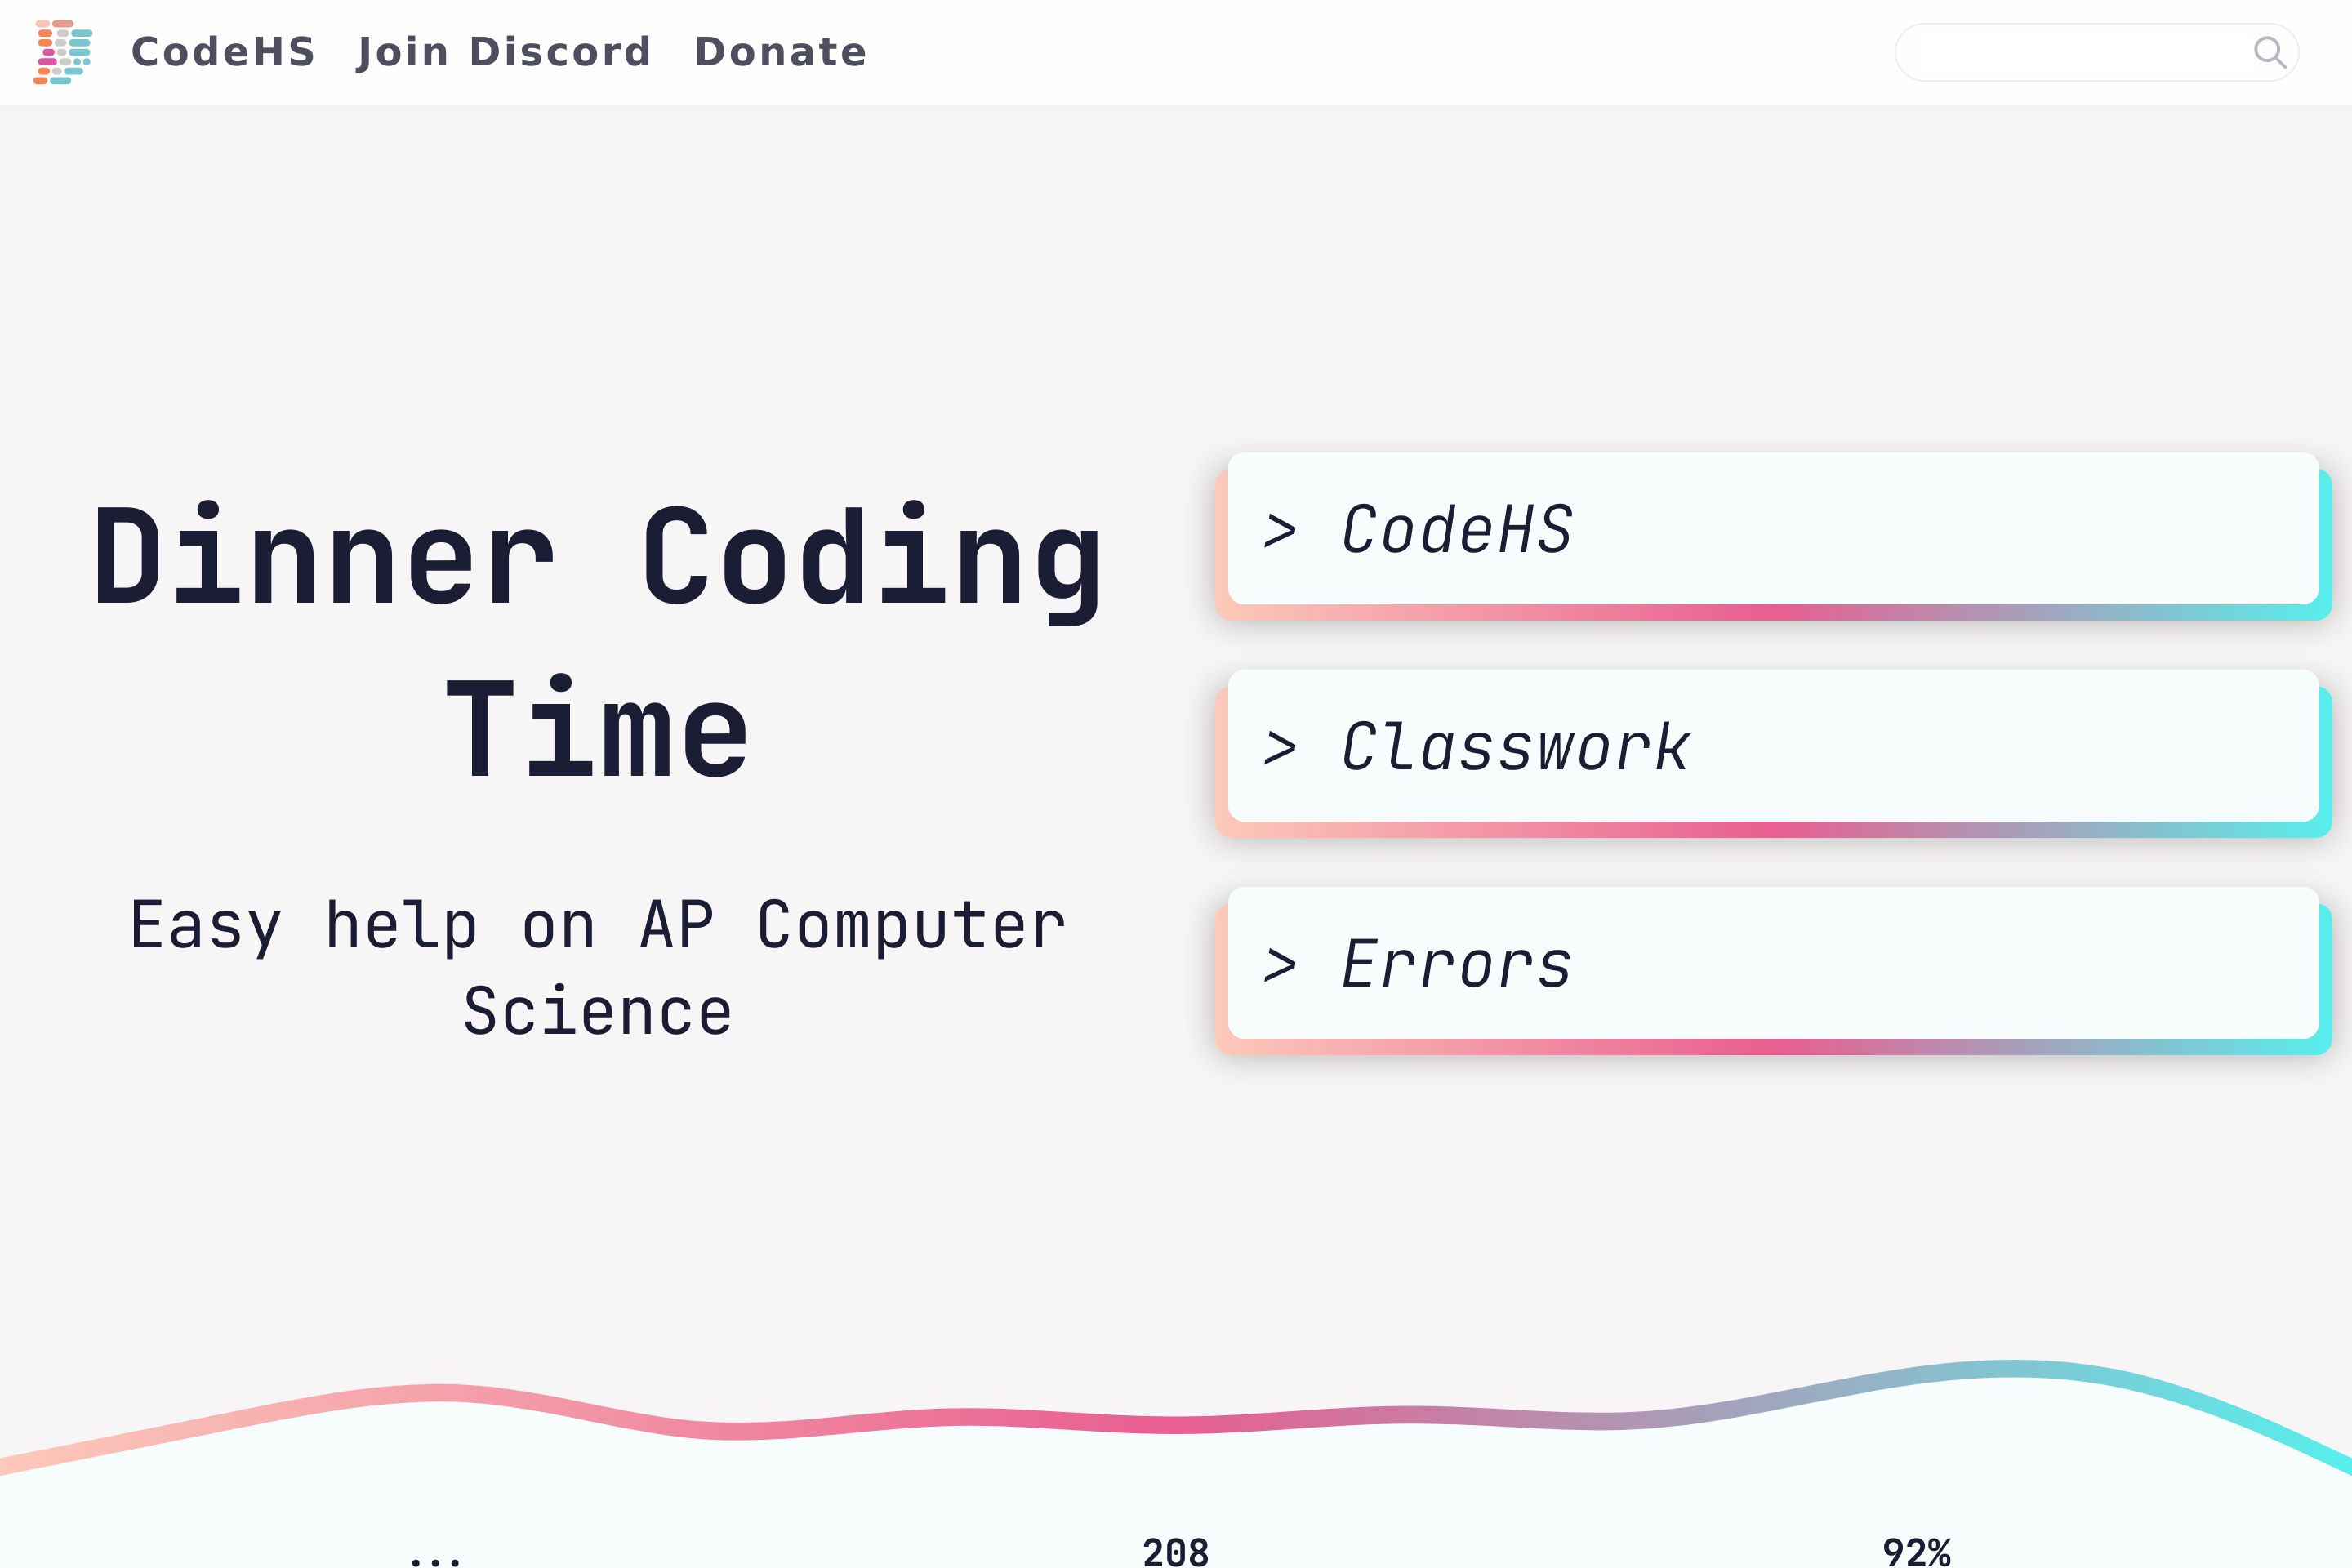 CodeHS Join Discord Donate
Dinner Coding
Time
Easy help on AP Computer
Science
> CodeHS
> Classwork
> Errors
... 208 92%